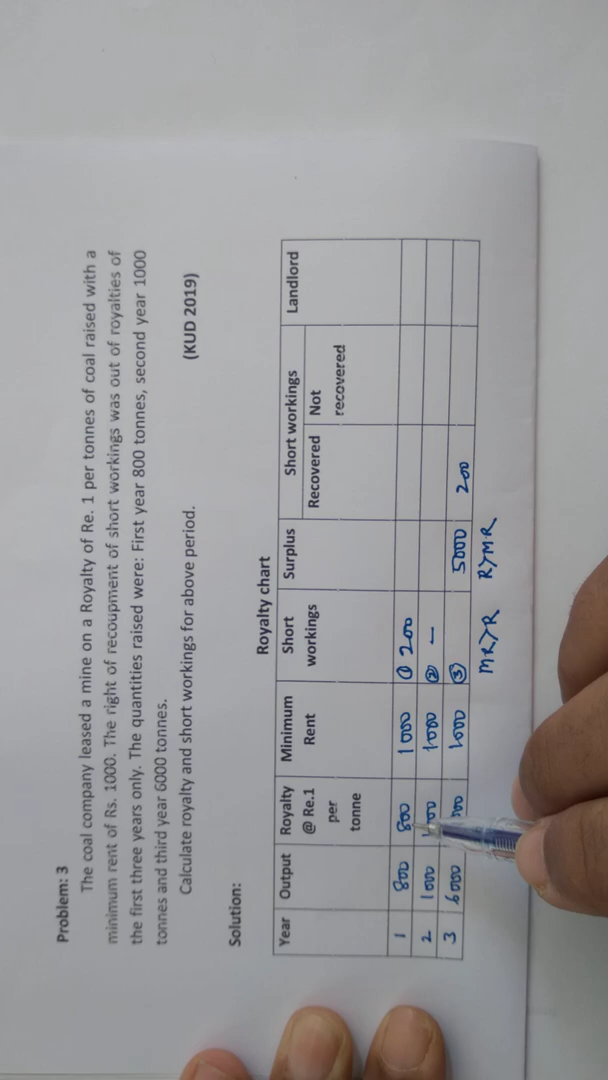 Problem: 3
The coal company leased a mine on a Royalty of Re. 1 per tonnes of coal raised with a
minimum rent of Rs. 1000. The right of recoupment of short workings was out of royalties of
the first three years only. The quantities raised were: First year 800 tonnes, second year 1000
tonnes and third year 6000 tonnes.
Calculate royalty and short workings for above period. (KUD 2019)
Solution:
Royalty chart
Year Output Royalty @ Re.1 per tonne Minimum Rent Short workings Surplus Short workings Landlord
Recovered Not recovered
1 800 800 1000 ① 200
2 1000 1000 ② –
3 6000 1000 ③ 5000 200
MR>R R>MR